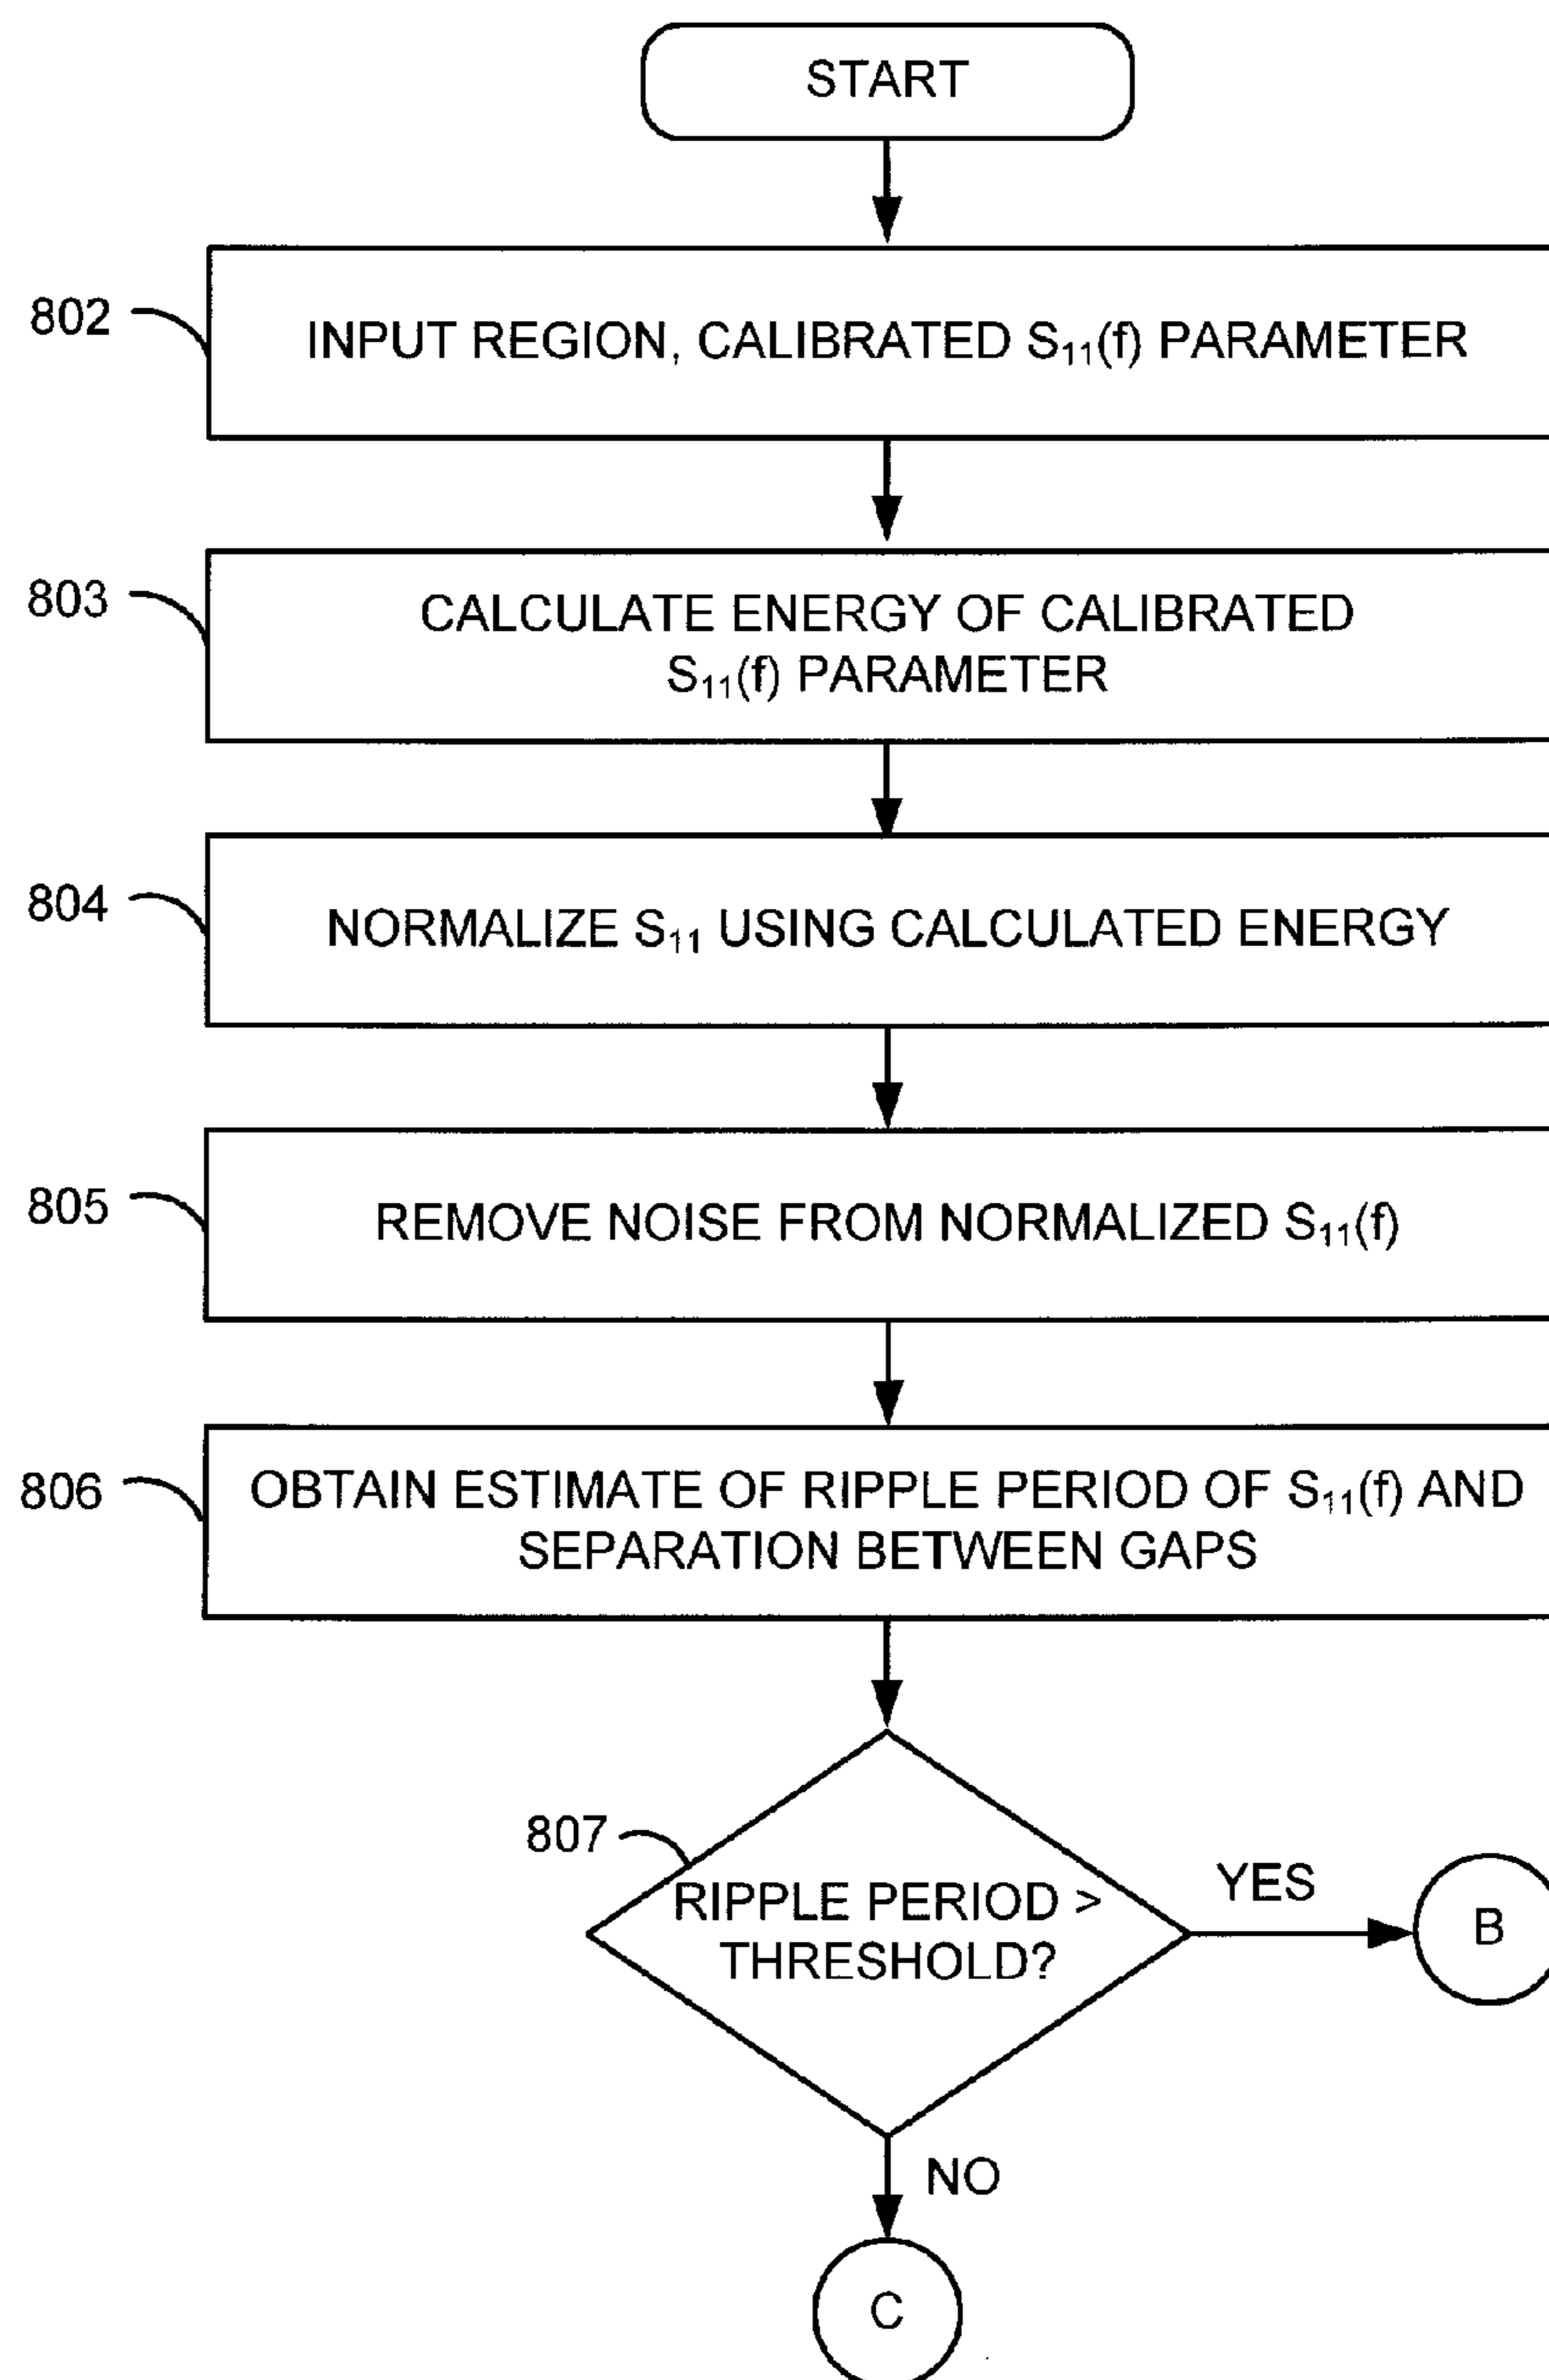 START
802
INPUT REGION, CALIBRATED S₁₁(f) PARAMETER
803
CALCULATE ENERGY OF CALIBRATED
S₁₁(f) PARAMETER
804
NORMALIZE S₁₁ USING CALCULATED ENERGY
805
REMOVE NOISE FROM NORMALIZED S₁₁(f)
806
OBTAIN ESTIMATE OF RIPPLE PERIOD OF S₁₁(f) AND
SEPARATION BETWEEN GAPS
807
RIPPLE PERIOD >
THRESHOLD?
YES
B
NO
C